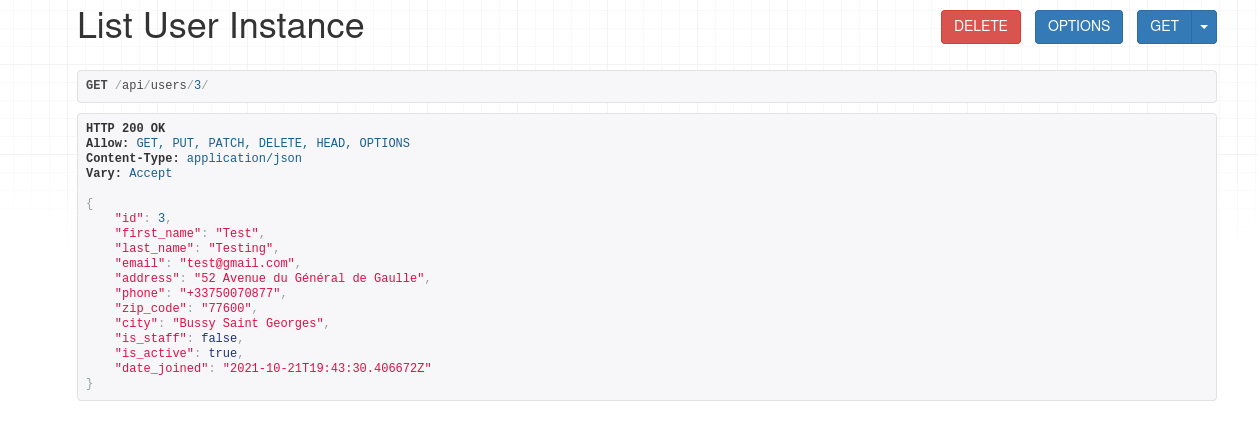 List User Instance
DELETE OPTIONS GET
GET /api/users/3/
HTTP 200 OK
Allow: GET, PUT, PATCH, DELETE, HEAD, OPTIONS
Content-Type: application/json
Vary: Accept
{
    "id": 3,
    "first_name": "Test",
    "last_name": "Testing",
    "email": "test@gmail.com",
    "address": "52 Avenue du Général de Gaulle",
    "phone": "+33750070877",
    "zip_code": "77600",
    "city": "Bussy Saint Georges",
    "is_staff": false,
    "is_active": true,
    "date_joined": "2021-10-21T19:43:30.406672Z"
}